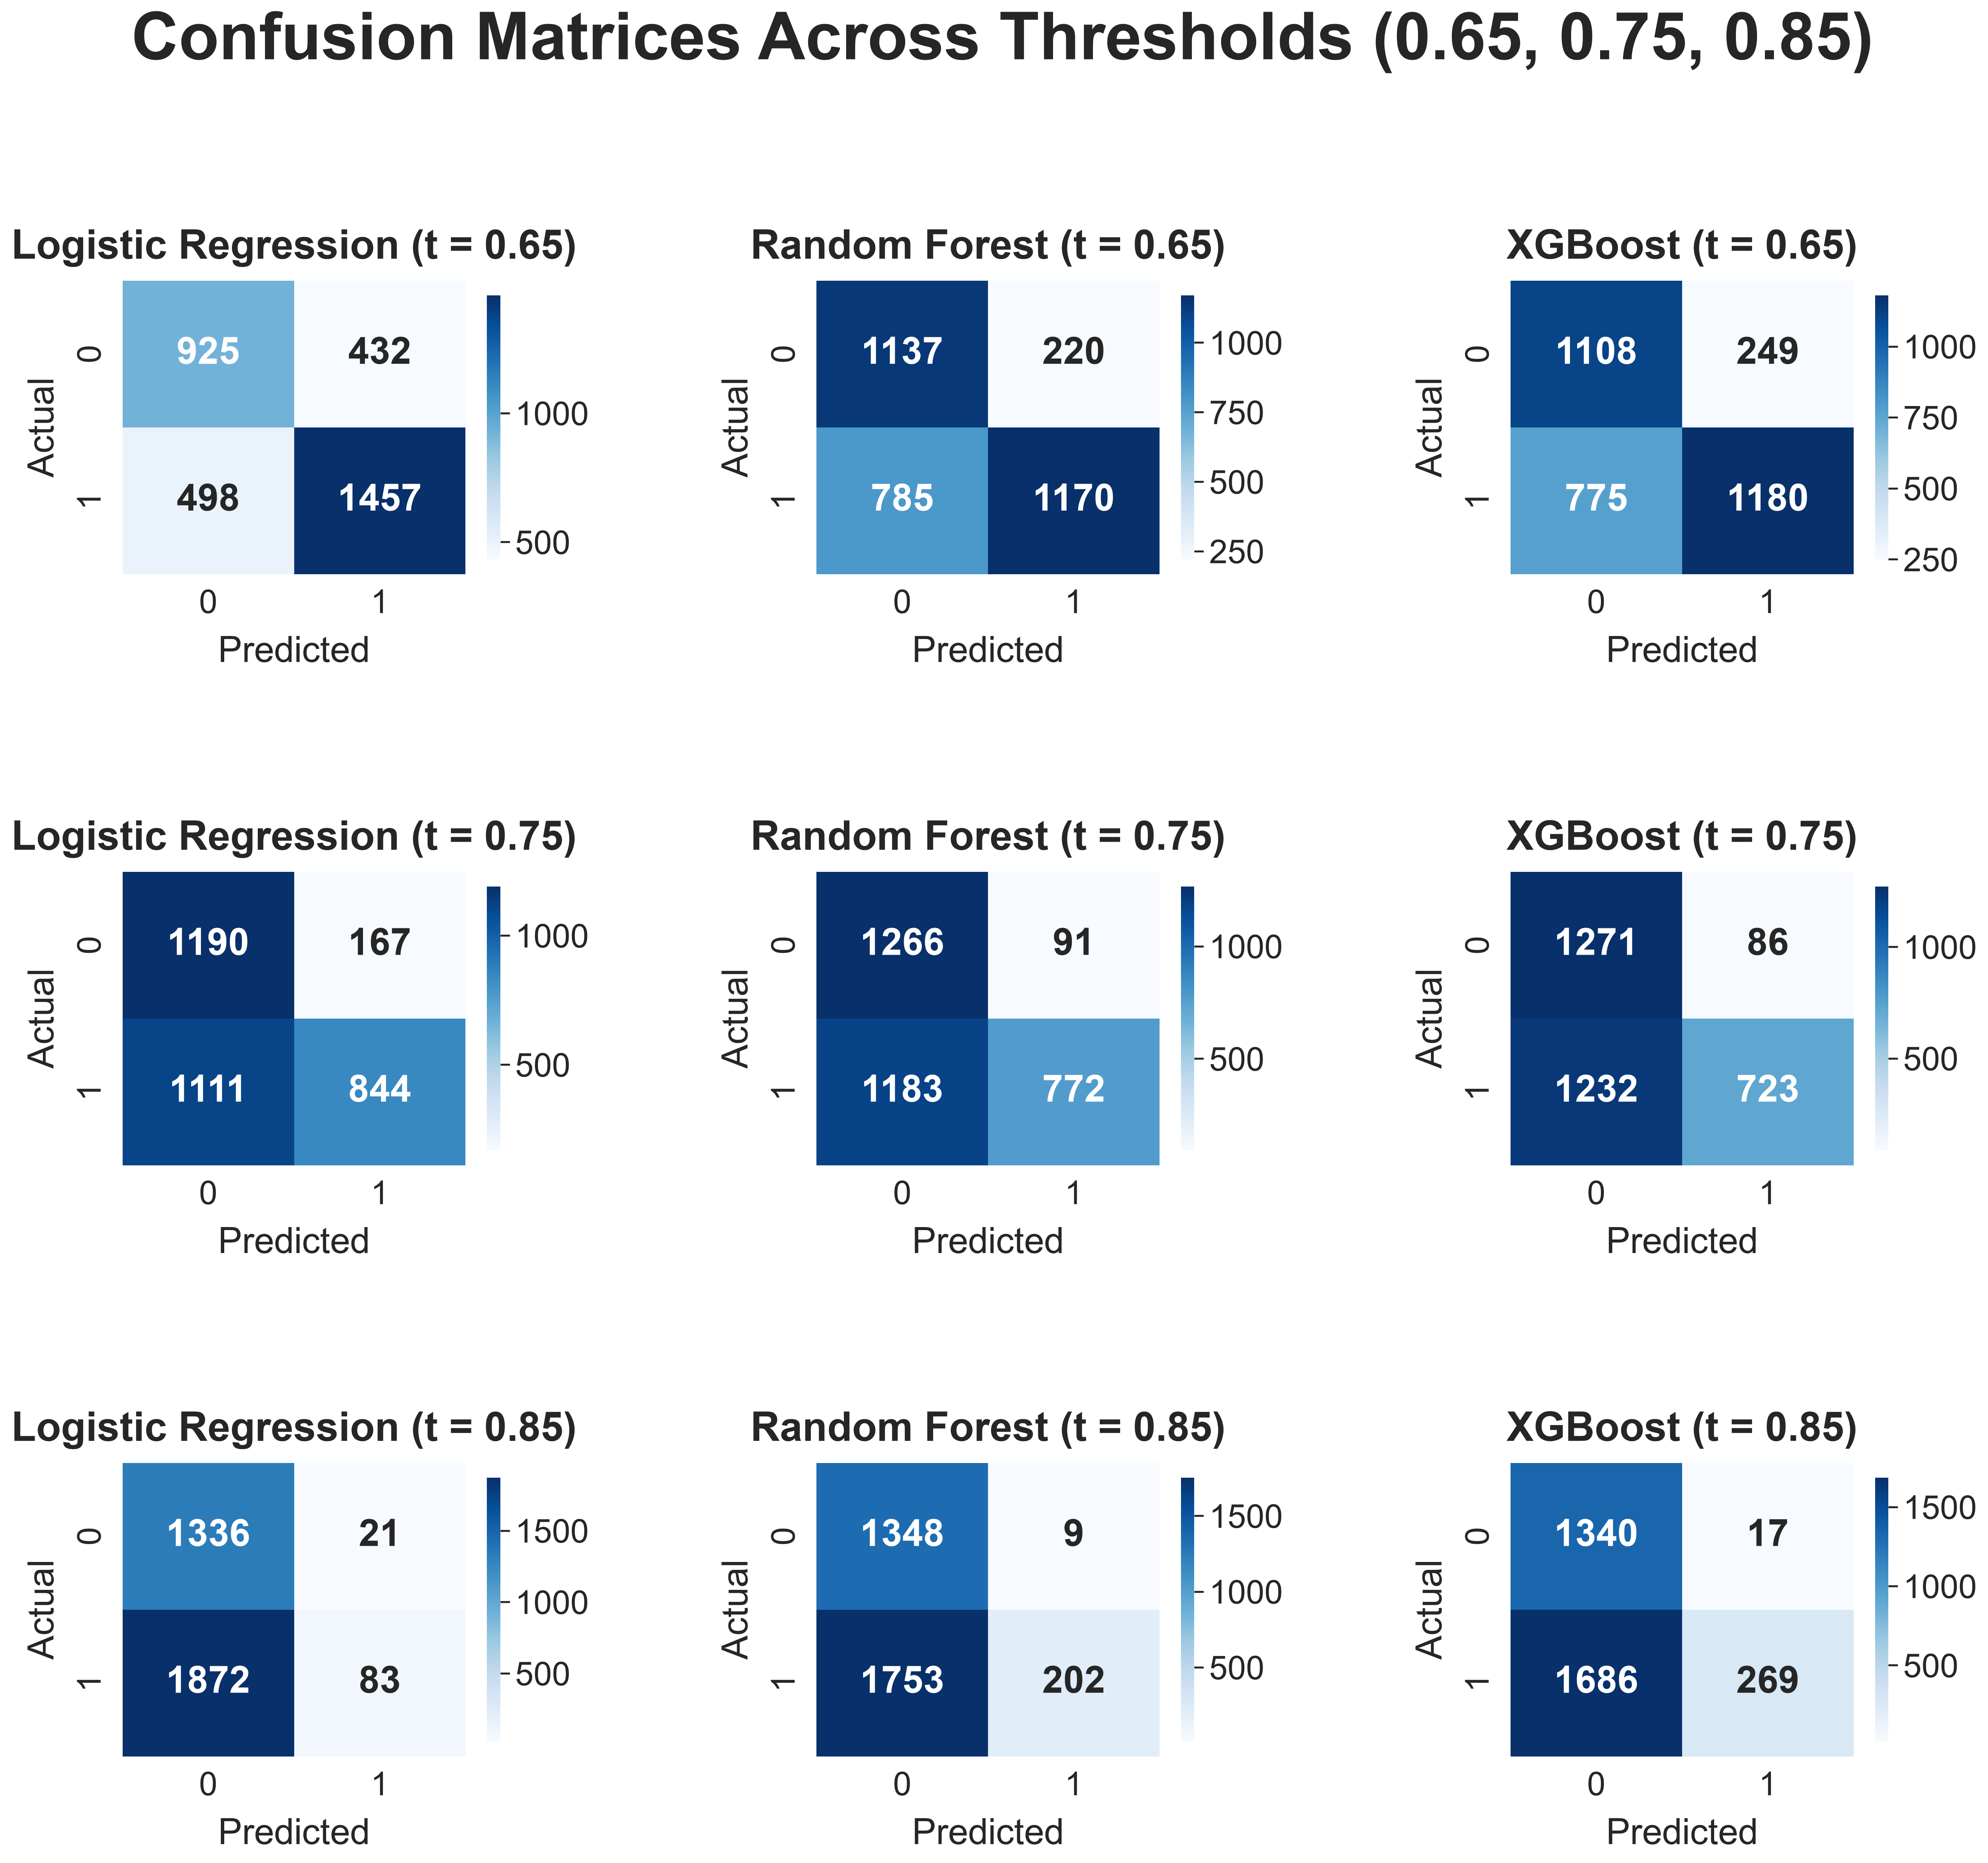 Confusion Matrices Across Thresholds (0.65, 0.75, 0.85)
Logistic Regression (t = 0.65)
Actual
0
1
925 432
498 1457
0 1
Predicted
1000
500
Random Forest (t = 0.65)
Actual
0
1
1137 220
785 1170
0 1
Predicted
1000
750
500
250
XGBoost (t = 0.65)
Actual
0
1
1108 249
775 1180
0 1
Predicted
1000
750
500
250
Logistic Regression (t = 0.75)
Actual
0
1
1190 167
1111 844
0 1
Predicted
1000
500
Random Forest (t = 0.75)
Actual
0
1
1266 91
1183 772
0 1
Predicted
1000
500
XGBoost (t = 0.75)
Actual
0
1
1271 86
1232 723
0 1
Predicted
1000
500
Logistic Regression (t = 0.85)
Actual
0
1
1336 21
1872 83
0 1
Predicted
1500
1000
500
Random Forest (t = 0.85)
Actual
0
1
1348 9
1753 202
0 1
Predicted
1500
1000
500
XGBoost (t = 0.85)
Actual
0
1
1340 17
1686 269
0 1
Predicted
1500
1000
500